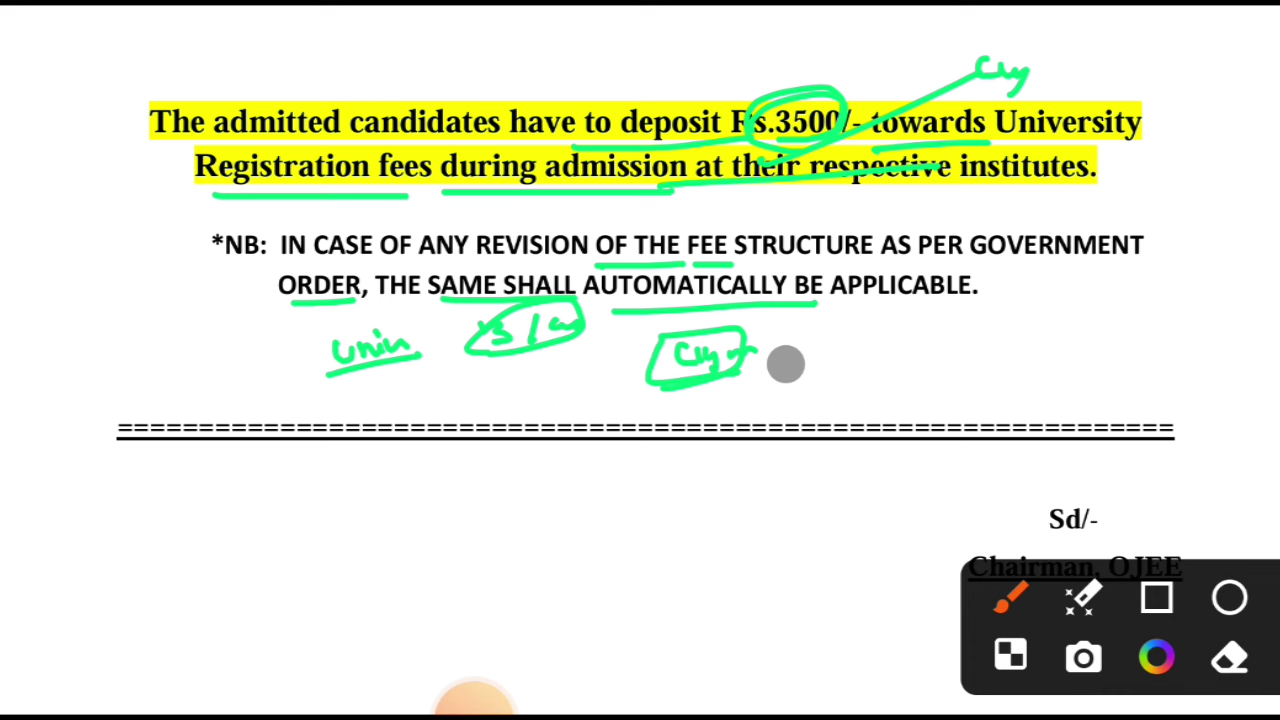 The admitted candidates have to deposit Rs.3500/- towards University
Registration fees during admission at their respective institutes.
*NB: IN CASE OF ANY REVISION OF THE FEE STRUCTURE AS PER GOVERNMENT
ORDER, THE SAME SHALL AUTOMATICALLY BE APPLICABLE.
==================================================================
Sd/-
Chairman, OJEE